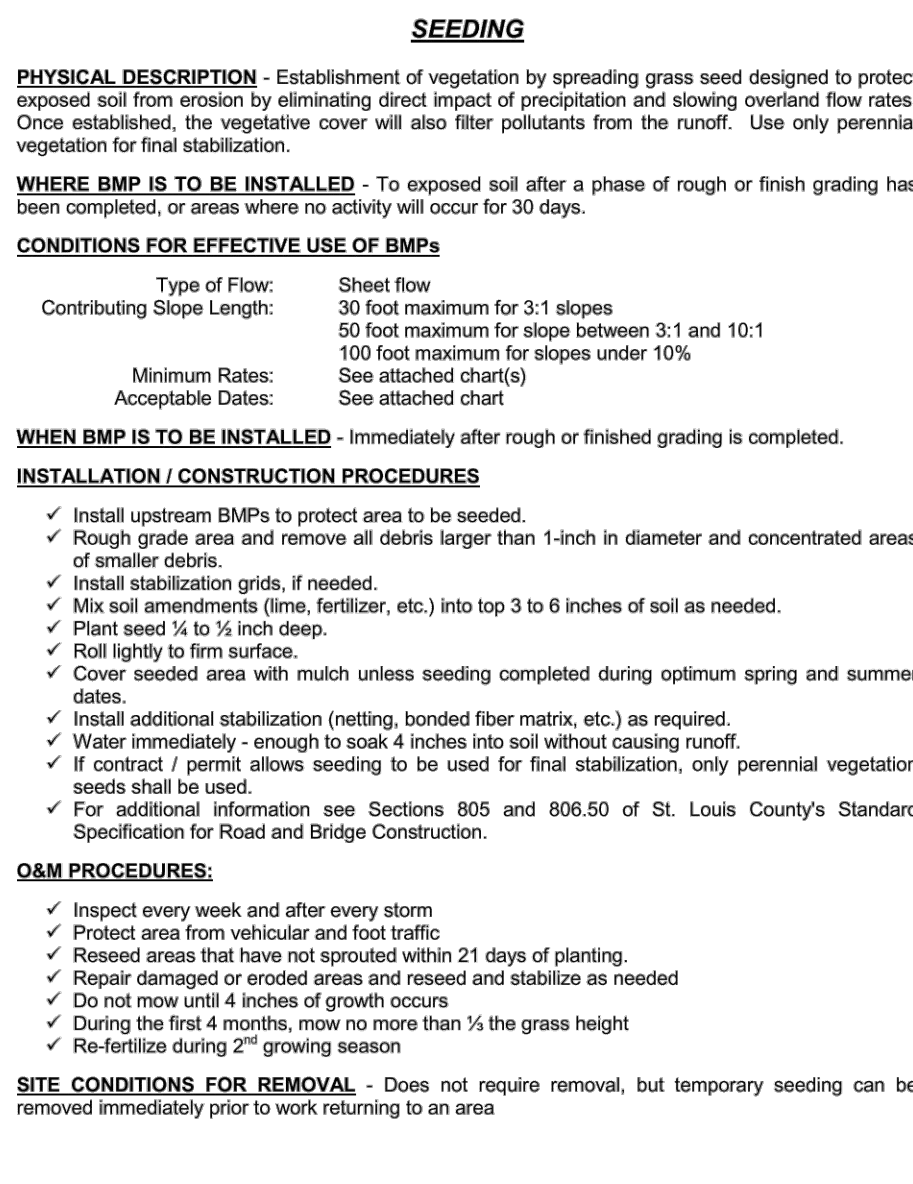 SEEDING
PHYSICAL DESCRIPTION - Establishment of vegetation by spreading grass seed designed to protec
exposed soil from erosion by eliminating direct impact of precipitation and slowing overland flow rates
Once established, the vegetative cover will also filter pollutants from the runoff. Use only perennia
vegetation for final stabilization.
WHERE BMP IS TO BE INSTALLED - To exposed soil after a phase of rough or finish grading has
been completed, or areas where no activity will occur for 30 days.
CONDITIONS FOR EFFECTIVE USE OF BMPs
Type of Flow: Sheet flow
Contributing Slope Length: 30 foot maximum for 3:1 slopes
50 foot maximum for slope between 3:1 and 10:1
100 foot maximum for slopes under 10%
Minimum Rates: See attached chart(s)
Acceptable Dates: See attached chart
WHEN BMP IS TO BE INSTALLED - Immediately after rough or finished grading is completed.
INSTALLATION / CONSTRUCTION PROCEDURES
✓ Install upstream BMPs to protect area to be seeded.
✓ Rough grade area and remove all debris larger than 1-inch in diameter and concentrated areas
of smaller debris.
✓ Install stabilization grids, if needed.
✓ Mix soil amendments (lime, fertilizer, etc.) into top 3 to 6 inches of soil as needed.
✓ Plant seed ¼ to ½ inch deep.
✓ Roll lightly to firm surface.
✓ Cover seeded area with mulch unless seeding completed during optimum spring and summer
dates.
✓ Install additional stabilization (netting, bonded fiber matrix, etc.) as required.
✓ Water immediately - enough to soak 4 inches into soil without causing runoff.
✓ If contract / permit allows seeding to be used for final stabilization, only perennial vegetation
seeds shall be used.
✓ For additional information see Sections 805 and 806.50 of St. Louis County's Standard
Specification for Road and Bridge Construction.
O&M PROCEDURES:
✓ Inspect every week and after every storm
✓ Protect area from vehicular and foot traffic
✓ Reseed areas that have not sprouted within 21 days of planting.
✓ Repair damaged or eroded areas and reseed and stabilize as needed
✓ Do not mow until 4 inches of growth occurs
✓ During the first 4 months, mow no more than ⅓ the grass height
✓ Re-fertilize during 2nd growing season
SITE CONDITIONS FOR REMOVAL - Does not require removal, but temporary seeding can be
removed immediately prior to work returning to an area